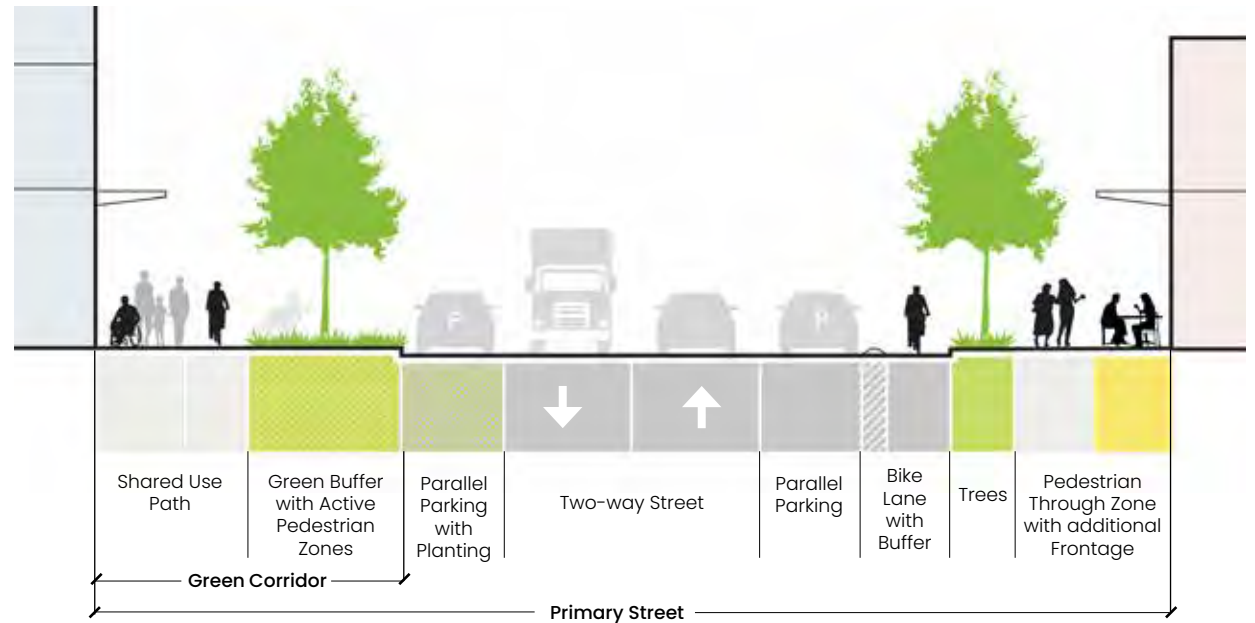 P
P
Shared Use
Path
Green Buffer
with Active
Pedestrian
Zones
Parallel
Parking
with
Planting
Two-way Street
Parallel
Parking
Bike
Lane
with
Buffer
Trees
Pedestrian
Through Zone
with additional
Frontage
Green Corridor
Primary Street